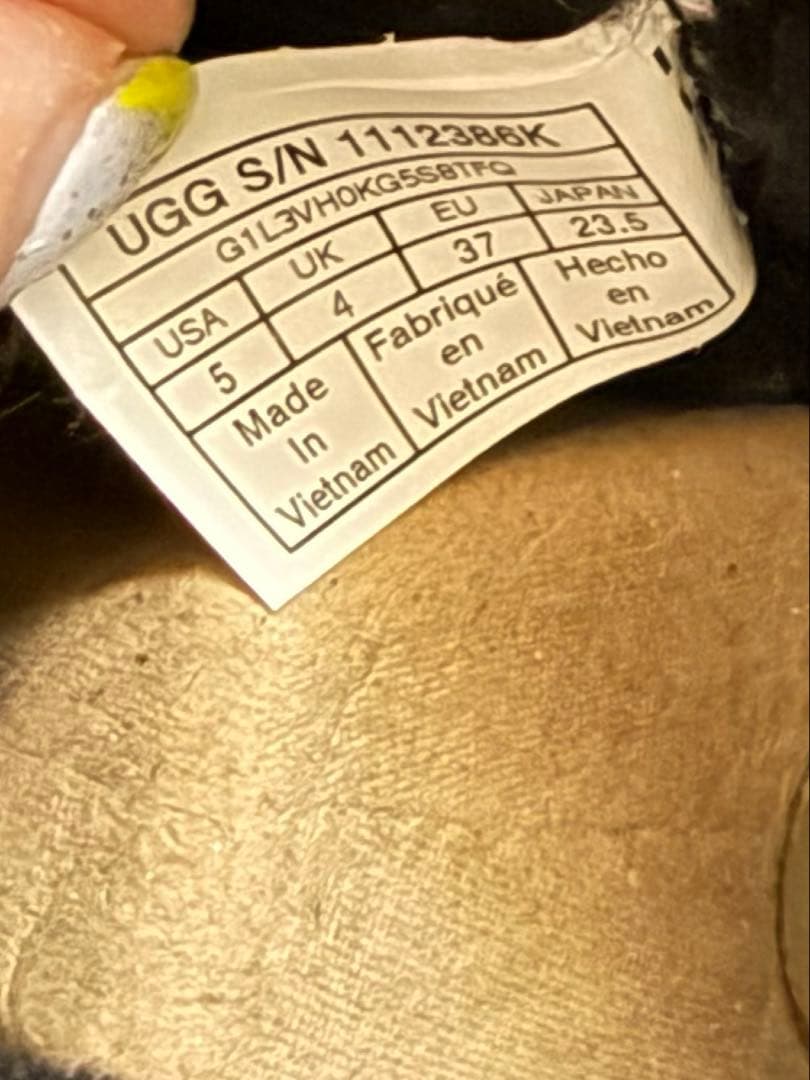 UGG S/N 1112386K
G1L3VH0KG5S8TFQ
USA UK EU JAPAN
5 4 37 23.5
Made In Vietnam
Fabriqué en Vietnam
Hecho en Vietnam